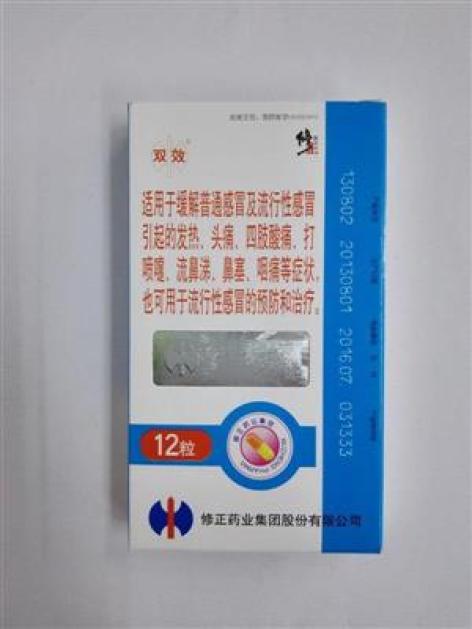 双效
修
适用于缓解普通感冒及流行性感冒
引起的发热、头痛、四肢酸痛、打
喷嚏、流鼻涕、鼻塞、咽痛等症状，
也可用于流行性感冒的预防和治疗。
12粒
修正药业集团股份有限公司
130802
20130801
201607
031333